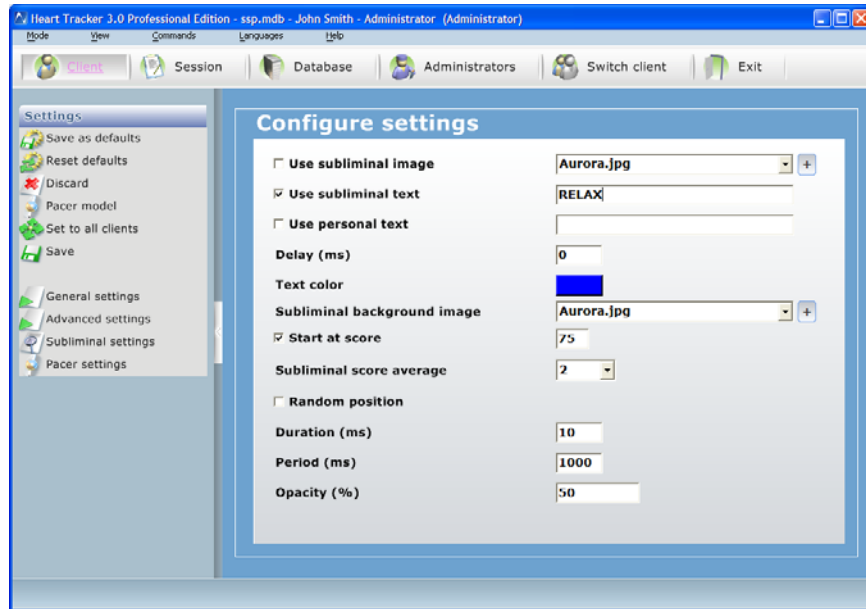 Heart Tracker 3.0 Professional Edition - ssp.mdb - John Smith - Administrator (Administrator)
Mode View Commands Languages Help
Client Session Database Administrators Switch client Exit
Settings
Save as defaults
Reset defaults
Discard
Pacer model
Set to all clients
Save
General settings
Advanced settings
Subliminal settings
Pacer settings
Configure settings
Use subliminal image Aurora.jpg +
Use subliminal text RELAX
Use personal text
Delay (ms) 0
Text color
Subliminal background image Aurora.jpg +
Start at score 75
Subliminal score average 2
Random position
Duration (ms) 10
Period (ms) 1000
Opacity (%) 50